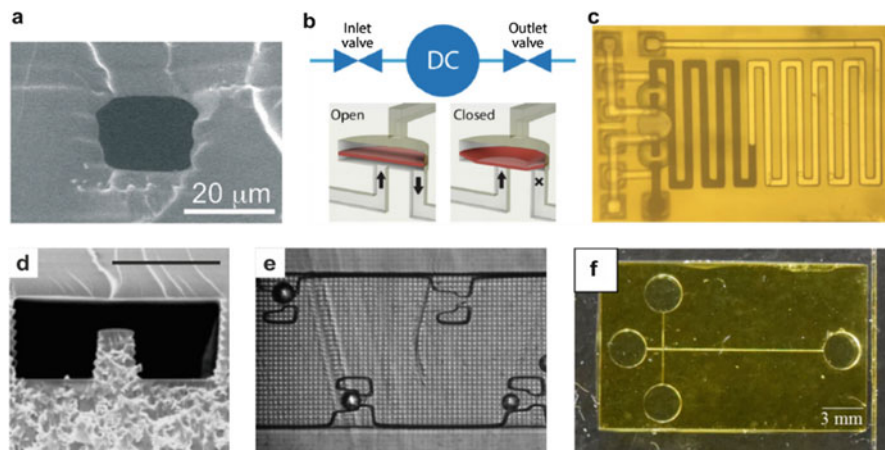 a
20 μm
b
Inlet
valve
Outlet
valve
DC
Open
Closed
c
d
e
f
3 mm